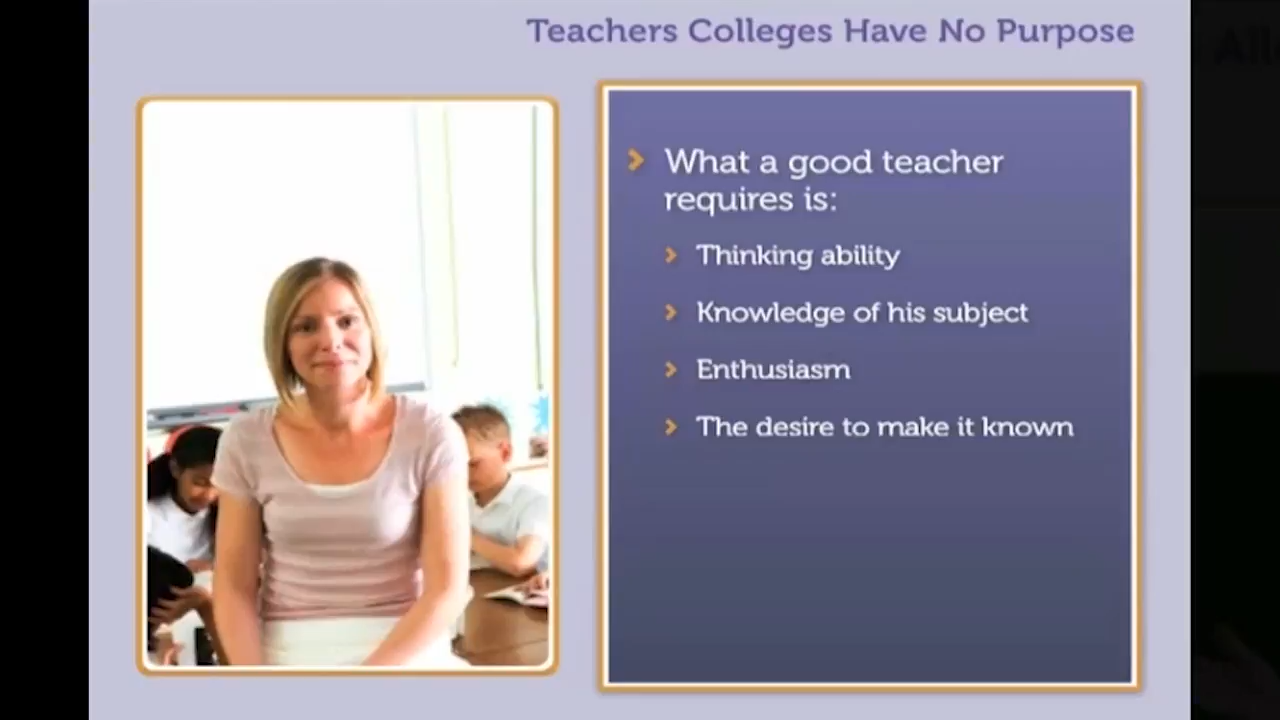 Teachers Colleges Have No Purpose
What a good teacher
requires is:
Thinking ability
Knowledge of his subject
Enthusiasm
The desire to make it known